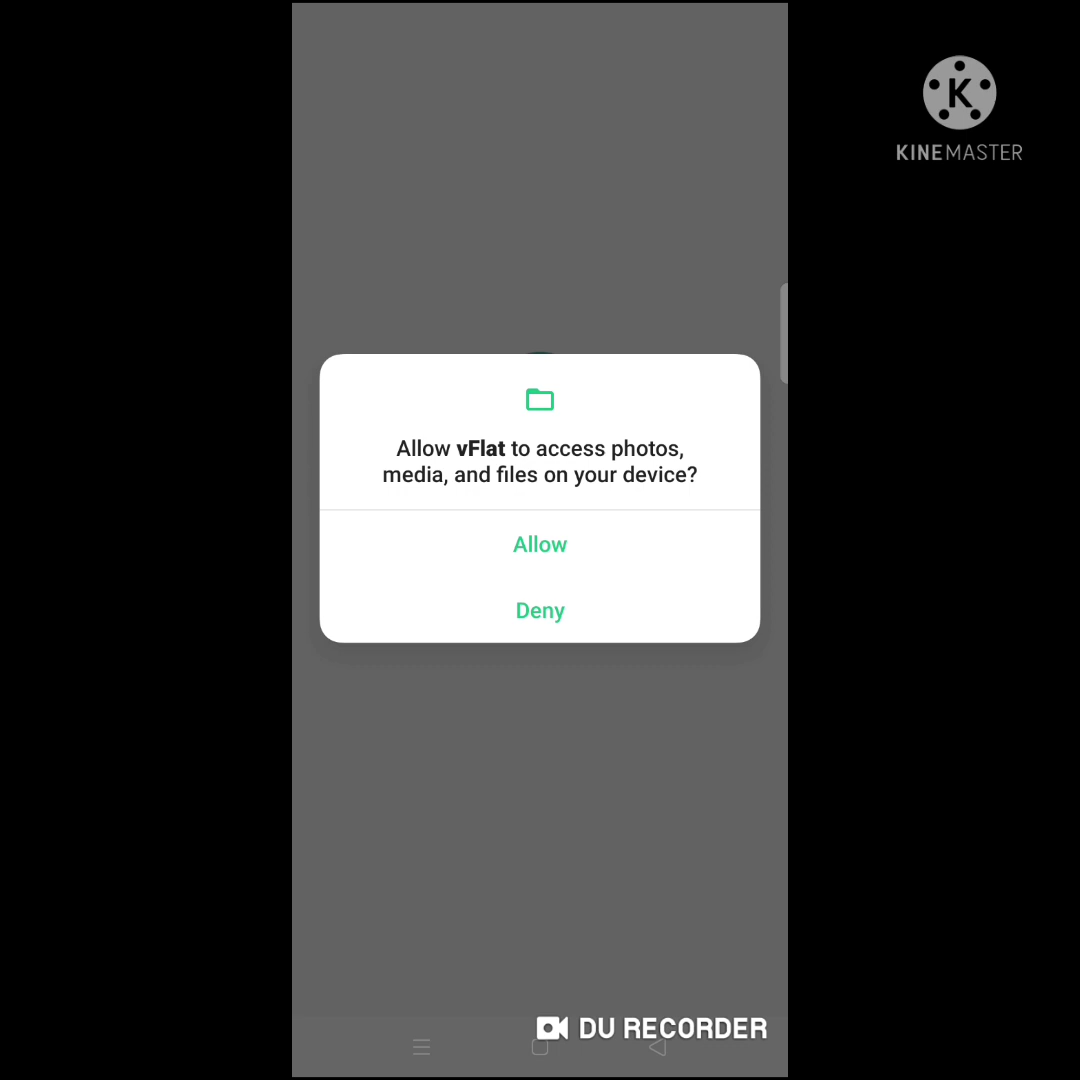 K
KINEMASTER
Allow vFlat to access photos,
media, and files on your device?
Allow
Deny
DU RECORDER